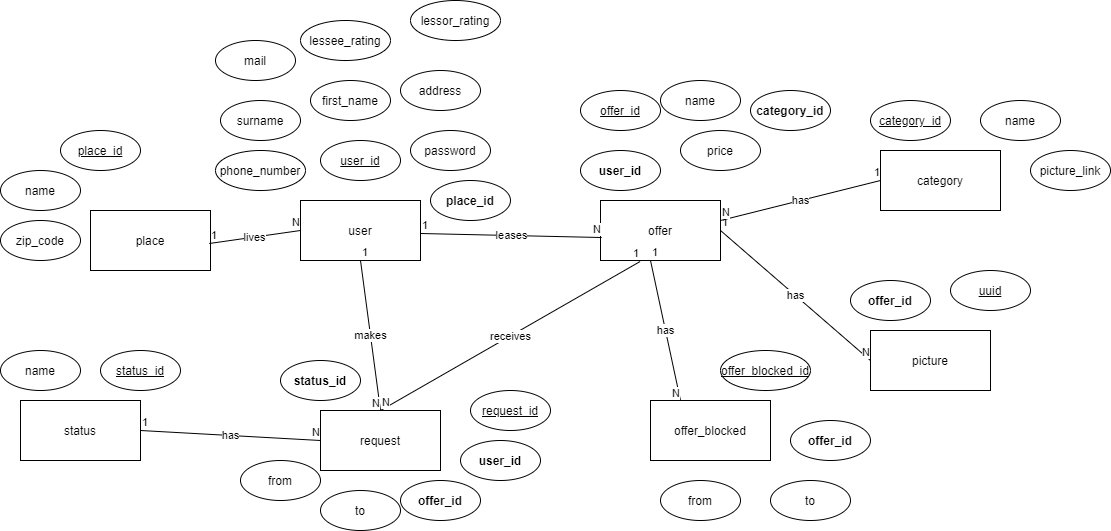 lessor_rating
lessee_rating
mail
first_name
address
surname
offer_id
name
category_id
category_id
name
place_id
phone_number
user_id
password
price
user_id
picture_link
name
place_id
category
1
has
zip_code
place
1
lives
N
user
1
leases
N
offer
N
1
1
1
1
offer_id
uuid
has
makes
receives
has
N
picture
name
status_id
status_id
offer_blocked_id
N
N
N
request_id
status
1
has
N
request
offer_blocked
offer_id
user_id
from
to
offer_id
from
to